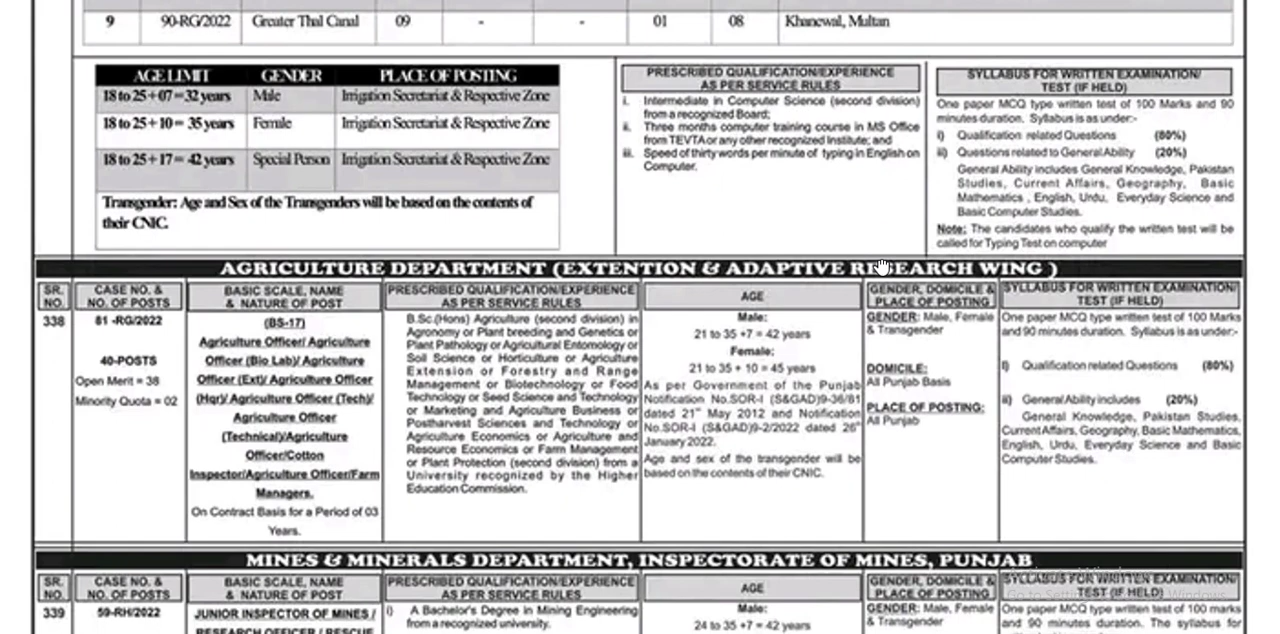 9 90-RG/2022 Greater Thal Canal 09 - - 01 08 Khanewal, Multan
AGE LIMIT GENDER PLACE OF POSTING
18 to 25 + 07 = 32 years Male Irrigation Secretariat & Respective Zone
18 to 25 + 10 = 35 years Female Irrigation Secretariat & Respective Zone
18 to 25 + 17 = 42 years Special Person Irrigation Secretariat & Respective Zone
Transgender: Age and Sex of the Transgenders will be based on the contents of
their CNIC.
PRESCRIBED QUALIFICATION/EXPERIENCE
AS PER SERVICE RULES
i. Intermediate in Computer Science (second division)
from a recognized Board;
ii. Three months computer training course in MS Office
from TEVTA or any other recognized Institute; and
iii. Speed of thirty words per minute of typing in English on
Computer.
SYLLABUS FOR WRITTEN EXAMINATION/
TEST (IF HELD)
One paper MCQ type written test of 100 Marks and 90
minutes duration. Syllabus is as under:-
i) Qualification related Questions (80%)
ii) Questions related to General Ability (20%)
General Ability includes General Knowledge, Pakistan
Studies, Current Affairs, Geography, Basic
Mathematics , English, Urdu, Everyday Science and
Basic Computer Studies.
Note: The candidates who qualify the written test will be
called for Typing Test on computer
AGRICULTURE DEPARTMENT (EXTENTION & ADAPTIVE RESEARCH WING )
SR.
NO.
CASE NO. &
NO. OF POSTS
BASIC SCALE, NAME
& NATURE OF POST
PRESCRIBED QUALIFICATION/EXPERIENCE
AS PER SERVICE RULES
AGE
GENDER, DOMICILE &
PLACE OF POSTING
SYLLABUS FOR WRITTEN EXAMINATION/
TEST (IF HELD)
338
81 -RG/2022
40-POSTS
Open Merit = 38
Minority Quota = 02
(BS-17)
Agriculture Officer/ Agriculture
Officer (Bio Lab)/ Agriculture
Officer (Ext)/ Agriculture Officer
(Hqr)/ Agriculture Officer (Tech)/
Agriculture Officer
(Technical)/Agriculture
Officer/Cotton
Inspector/Agriculture Officer/Farm
Managers.
On Contract Basis for a Period of 03
Years.
B.Sc.(Hons) Agriculture (second division) in
Agronomy or Plant breeding and Genetics or
Plant Pathology or Agricultural Entomology or
Soil Science or Horticulture or Agriculture
Extension or Forestry and Range
Management or Biotechnology or Food
Technology or Seed Science and Technology
or Marketing and Agriculture Business or
Postharvest Sciences and Technology or
Agriculture Economics or Agriculture and
Resource Economics or Farm Management
or Plant Protection (second division) from a
University recognized by the Higher
Education Commission.
Male:
21 to 35 +7 = 42 years
Female:
21 to 35 + 10 = 45 years
As per Government of the Punjab
Notification No.SOR-I (S&GAD)9-36/81
dated 21st May 2012 and Notification
No.SOR-I (S&GAD)9-2/2022 dated 26th
January 2022.
Age and sex of the transgender will be
based on the contents of their CNIC.
GENDER: Male, Female
& Transgender
DOMICILE:
All Punjab Basis
PLACE OF POSTING:
All Punjab
One paper MCQ type written test of 100 Marks
and 90 minutes duration. Syllabus is as under:-
i) Qualification related Questions (80%)
ii) General Ability includes (20%)
General Knowledge, Pakistan Studies,
Current Affairs, Geography, Basic Mathematics,
English, Urdu, Everyday Science and Basic
Computer Studies.
MINES & MINERALS DEPARTMENT, INSPECTORATE OF MINES, PUNJAB
SR.
NO.
CASE NO. &
NO. OF POSTS
BASIC SCALE, NAME
& NATURE OF POST
PRESCRIBED QUALIFICATION/EXPERIENCE
AS PER SERVICE RULES
AGE
GENDER, DOMICILE &
PLACE OF POSTING
SYLLABUS FOR WRITTEN EXAMINATION/
TEST (IF HELD)
339
59-RH/2022
JUNIOR INSPECTOR OF MINES /
RESEARCH OFFICER / RESCUE
i) A Bachelor's Degree in Mining Engineering
from a recognized university.
Male:
24 to 35 +7 = 42 years
GENDER: Male, Female
& Transgender
One paper MCQ type written test of 100 marks
and 90 minutes duration. The syllabus for